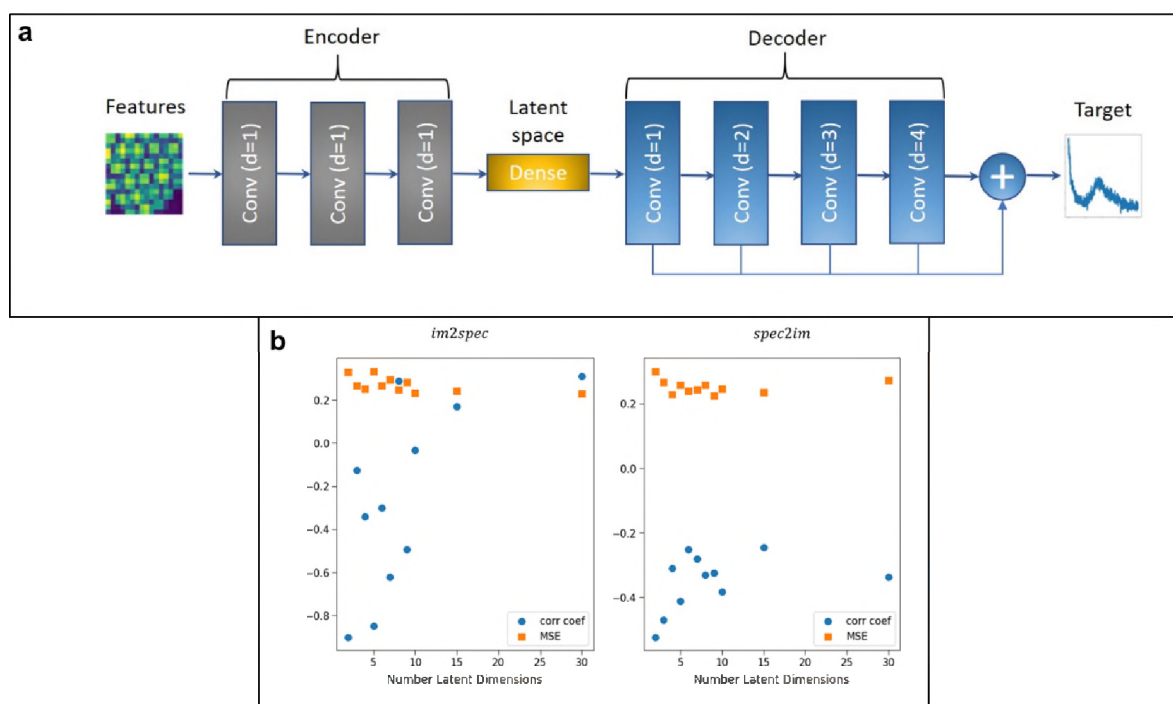 a
Encoder
Decoder
Features
Latent
space
Target
Conv (d=1)
Conv (d=1)
Conv (d=1)
Dense
Conv (d=1)
Conv (d=2)
Conv (d=3)
Conv (d=4)
+
b
im2spec
spec2im
0.2
0.0
−0.2
−0.4
−0.6
−0.8
corr coef
MSE
5 10 15 20 25 30
Number Latent Dimensions
0.2
0.0
−0.2
−0.4
corr coef
MSE
5 10 15 20 25 30
Number Latent Dimensions